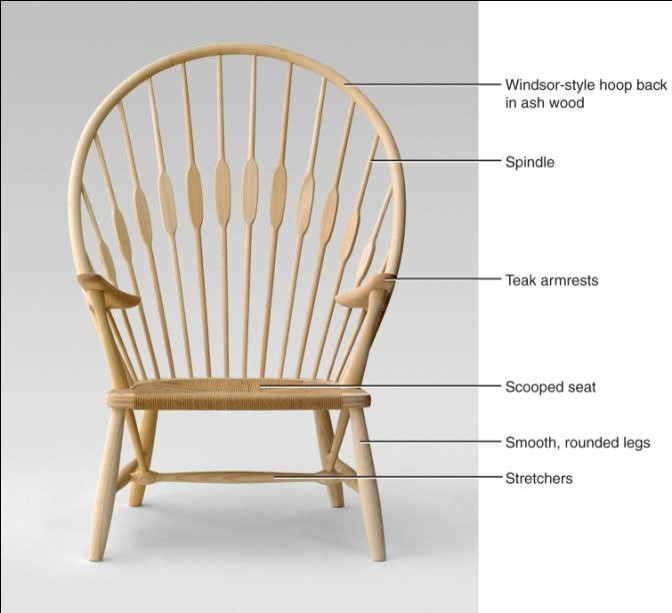 Windsor-style hoop back
in ash wood
Spindle
Teak armrests
Scooped seat
Smooth, rounded legs
Stretchers